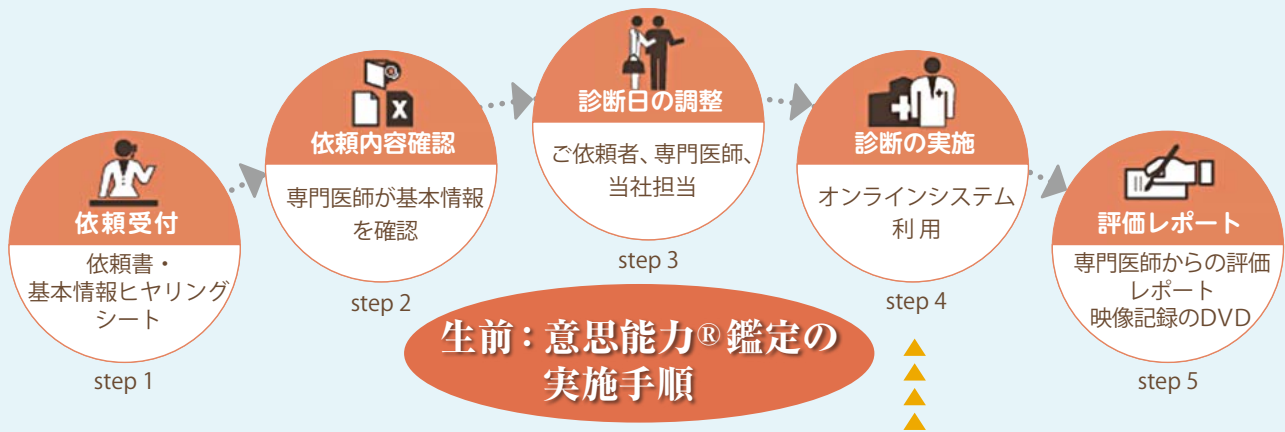 依頼受付
依頼書・
基本情報ヒヤリング
シート
step 1
X
依頼内容確認
専門医師が基本情報
を確認
step 2
診断日の調整
ご依頼者、専門医師、
当社担当
step 3
診断の実施
オンラインシステム
利用
step 4
評価レポート
専門医師からの評価
レポート
映像記録のDVD
step 5
生前：意思能力®鑑定の
実施手順